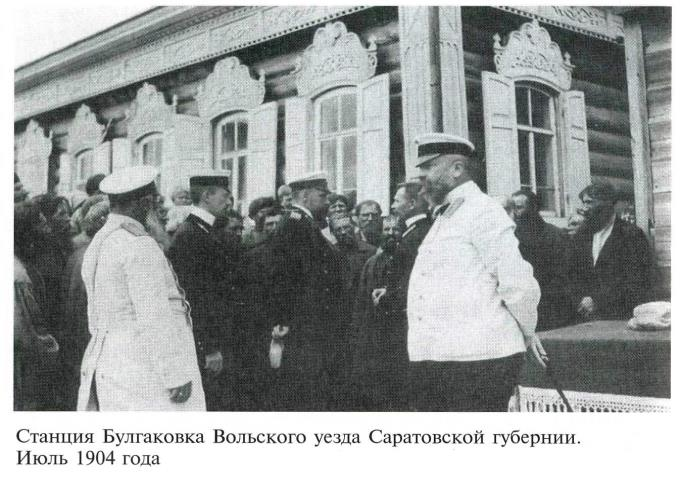 Станция Булгаковка Вольского уезда Саратовской губернии.
Июль 1904 года